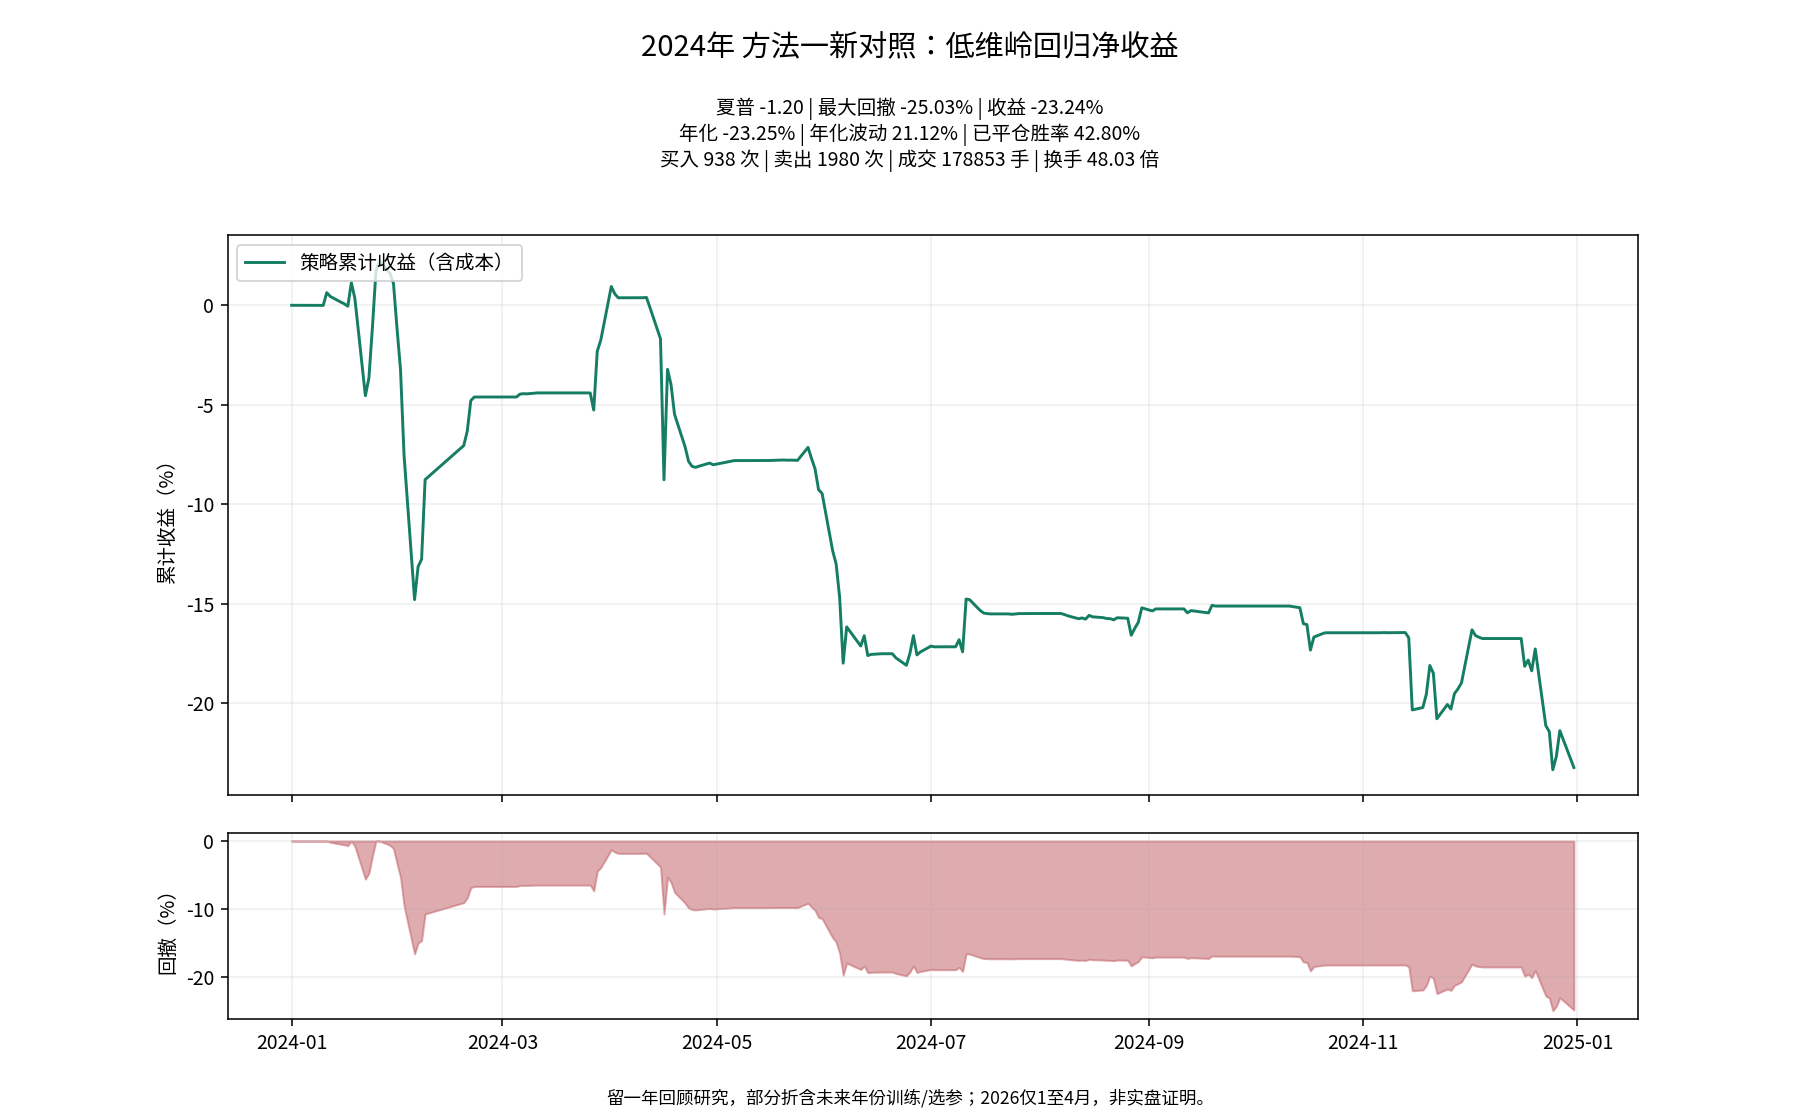 2024年 方法一新对照：低维岭回归净收益
夏普 -1.20 | 最大回撤 -25.03% | 收益 -23.24%
年化 -23.25% | 年化波动 21.12% | 已平仓胜率 42.80%
买入 938 次 | 卖出 1980 次 | 成交 178853 手 | 换手 48.03 倍
策略累计收益（含成本）
累计收益（%）
0
-5
-10
-15
-20
回撤（%）
0
-10
-20
2024-01
2024-03
2024-05
2024-07
2024-09
2024-11
2025-01
留一年回顾研究，部分折含未来年份训练/选参；2026仅1至4月，非实盘证明。